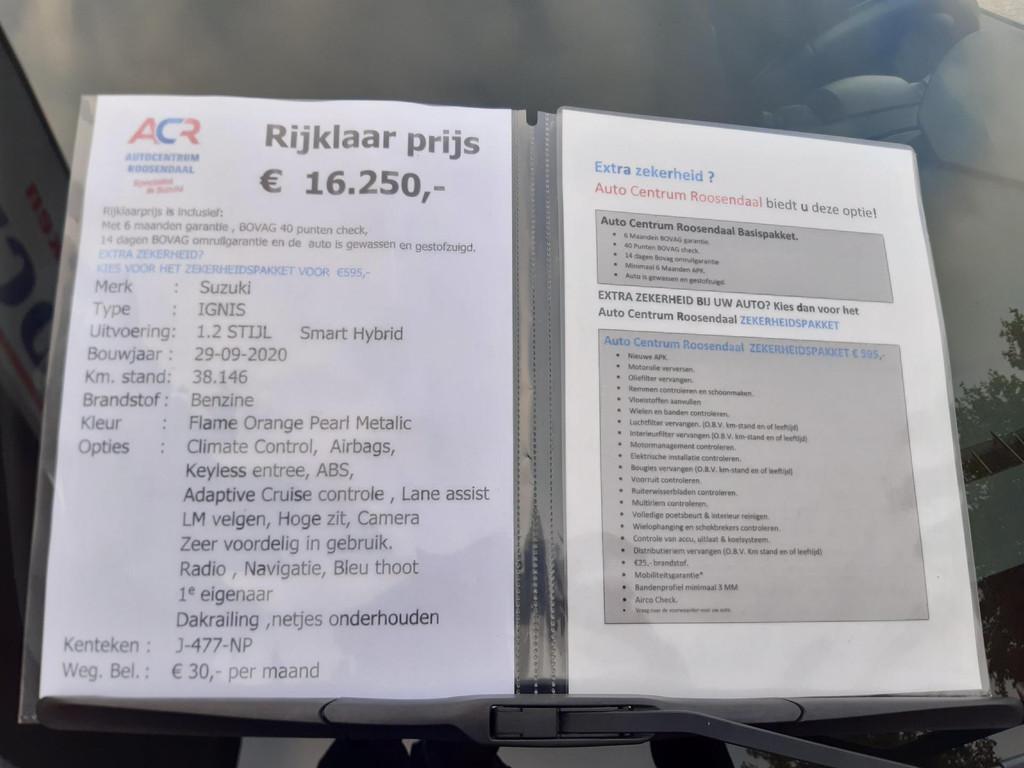 ACR
AUTOCENTRUM
ROOSENDAAL
Specialist
in Suzuki
Rijklaar prijs
€ 16.250,-
Rijklaarprijs is inclusief:
Met 6 maanden garantie , BOVAG 40 punten check,
14 dagen BOVAG omruilgarantie en de auto is gewassen en gestofzuigd.
EXTRA ZEKERHEID?
KIES VOOR HET ZEKERHEIDSPAKKET VOOR €595,-
Merk : Suzuki
Type : IGNIS
Uitvoering: 1.2 STIJL Smart Hybrid
Bouwjaar : 29-09-2020
Km. stand: 38.146
Brandstof : Benzine
Kleur : Flame Orange Pearl Metalic
Opties : Climate Control, Airbags,
Keyless entree, ABS,
Adaptive Cruise controle , Lane assist
LM velgen, Hoge zit, Camera
Zeer voordelig in gebruik.
Radio , Navigatie, Bleu thoot
1e eigenaar
Dakrailing ,netjes onderhouden
Kenteken : J-477-NP
Weg. Bel. : € 30,- per maand
Extra zekerheid ?
Auto Centrum Roosendaal biedt u deze optie!
Auto Centrum Roosendaal Basispakket.
• 6 Maanden BOVAG garantie.
• 40 Punten BOVAG check.
• 14 dagen Bovag omruilgarantie
• Minimaal 6 Maanden APK.
• Auto is gewassen en gestofzuigd.
EXTRA ZEKERHEID BIJ UW AUTO? Kies dan voor het
Auto Centrum Roosendaal ZEKERHEIDSPAKKET
Auto Centrum Roosendaal ZEKERHEIDSPAKKET € 595,-
• Nieuwe APK.
• Motorolie verversen.
• Oliefilter vervangen.
• Remmen controleren en schoonmaken.
• Vloeistoffen aanvullen
• Wielen en banden controleren.
• Luchtfilter vervangen. (O.B.V. km-stand en of leeftijd)
• Interieurfilter vervangen (O.B.V. km-stand en of leeftijd)
• Motormanagement controleren.
• Elektrische installatie controleren.
• Bougies vervangen (O.B.V. km-stand en of leeftijd)
• Voorruit controleren.
• Ruiterwisserbladen controleren.
• Multiriem controleren.
• Volledige poetsbeurt & interieur reinigen.
• Wielophanging en schokbrekers controleren.
• Controle van accu, uitlaat & koelsysteem.
• Distributieriem vervangen (O.B.V. Km stand en of leeftijd)
• €25,- brandstof.
• Mobiliteitsgarantie*
• Bandenprofiel minimaal 3 MM
• Airco Check.
• Vraag naar de voorwaarden voor uw auto.